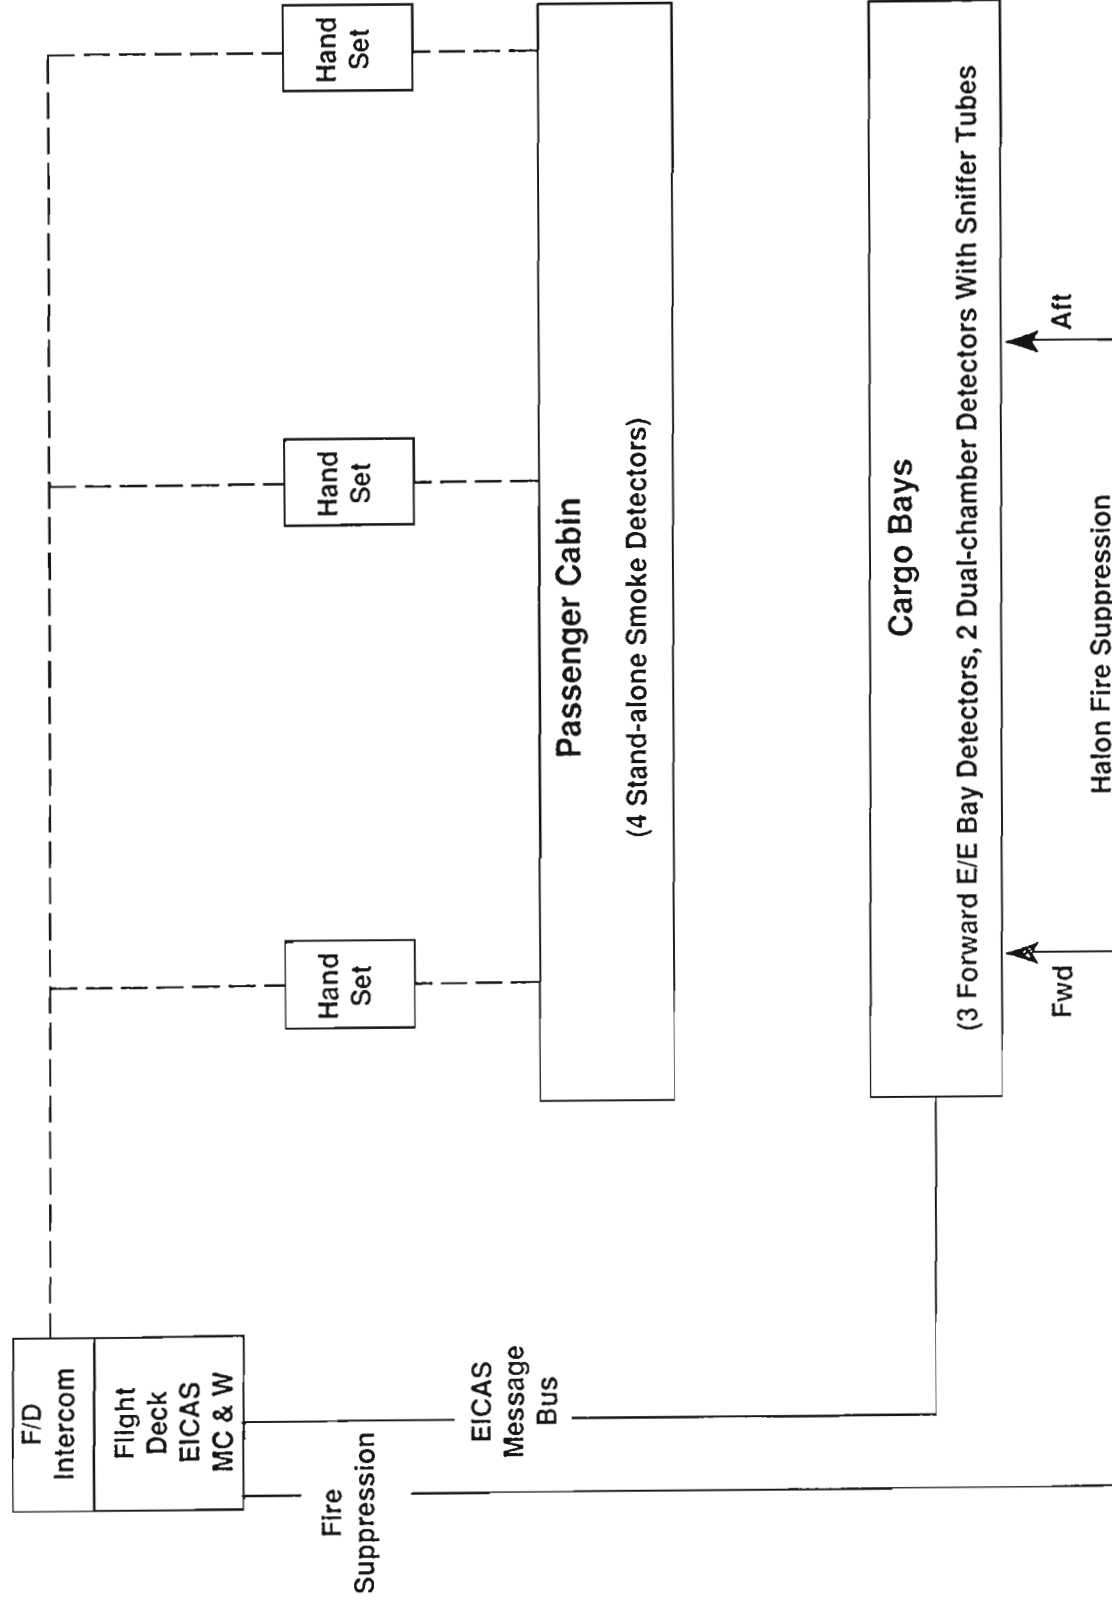 F/D
Intercom
Flight
Deck
EICAS
MC & W
Fire
Suppression
EICAS
Message
Bus
Hand
Set
Hand
Set
Hand
Set
Passenger Cabin
(4 Stand-alone Smoke Detectors)
Cargo Bays
(3 Forward E/E Bay Detectors, 2 Dual-chamber Detectors With Sniffer Tubes
Fwd
Aft
Halon Fire Suppression